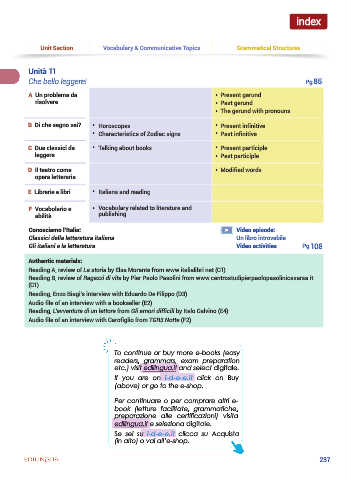 index
Unit Section Vocabulary & Communicative Topics Grammatical Structures
Unità 11
Che bello leggere! Pg 85
A Un problema da risolvere
• Present gerund
• Past gerund
• The gerund with pronouns
B Di che segno sei?
• Horoscopes
• Characteristics of Zodiac signs
• Present infinitive
• Past infinitive
C Due classici da leggere
• Talking about books
• Present participle
• Past participle
D Il teatro come opera letteraria
• Modified words
E Librerie e libri
• Italians and reading
F Vocabolario e abilità
• Vocabulary related to literature and publishing
Conosciamo l'Italia:
Classici della letteratura italiana
Gli italiani e la letteratura
Video episode:
Un libro introvabile
Video activities Pg 108
Authentic materials:
Reading A, review of La storia by Elsa Morante from www.italialibri.net (C1)
Reading B, review of Ragazzi di vita by Pier Paolo Pasolini from www.centrostudipierpaolopasolinicasarsa.it
(C1)
Reading, Enzo Biagi's interview with Eduardo De Filippo (D3)
Audio file of an interview with a bookseller (E2)
Reading, L'avventura di un lettore from Gli amori difficili by Italo Calvino (E4)
Audio file of an interview with Carofiglio from TGR3 Notte (F2)
To continue or buy more e-books (easy
readers, grammars, exam preparation
etc.) visit edilingua.it and select digitale.
If you are on i-d-e-e.it click on Buy
(above) or go to the e-shop.
Per continuare o per comprare altri e-
book (letture facilitate, grammatiche,
preparazione alle certificazioni) visita
edilingua.it e seleziona digitale.
Se sei su i-d-e-e.it clicca su Acquista
(in alto) o vai all'e-shop.
EDILINGUA 237